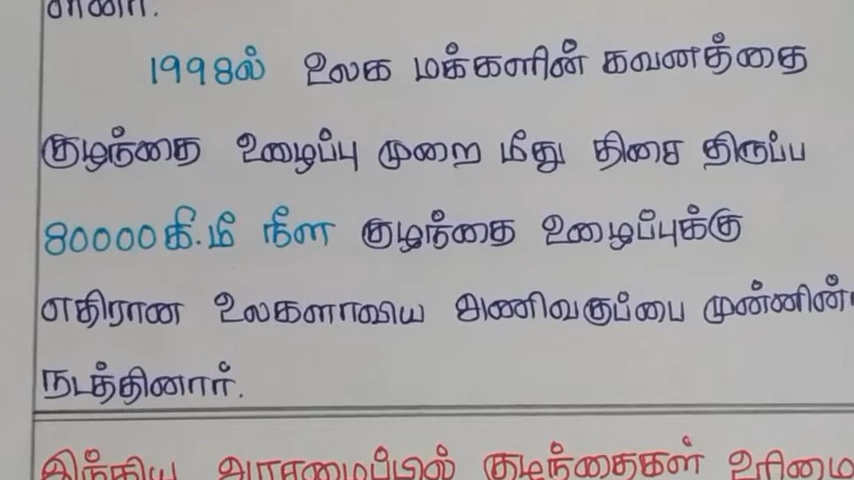 1998ல் உலக மக்களின் கவனத்தை
குழந்தை உழைப்பு முறை மீது திசை திருப்ப
80000கி.மீ நீள குழந்தை உழைப்புக்கு
எதிரான உலகளாவிய அணிவகுப்பை
நடத்தினார்.
இந்திய அரசமைப்பில் குழந்தைகள் உரிமை